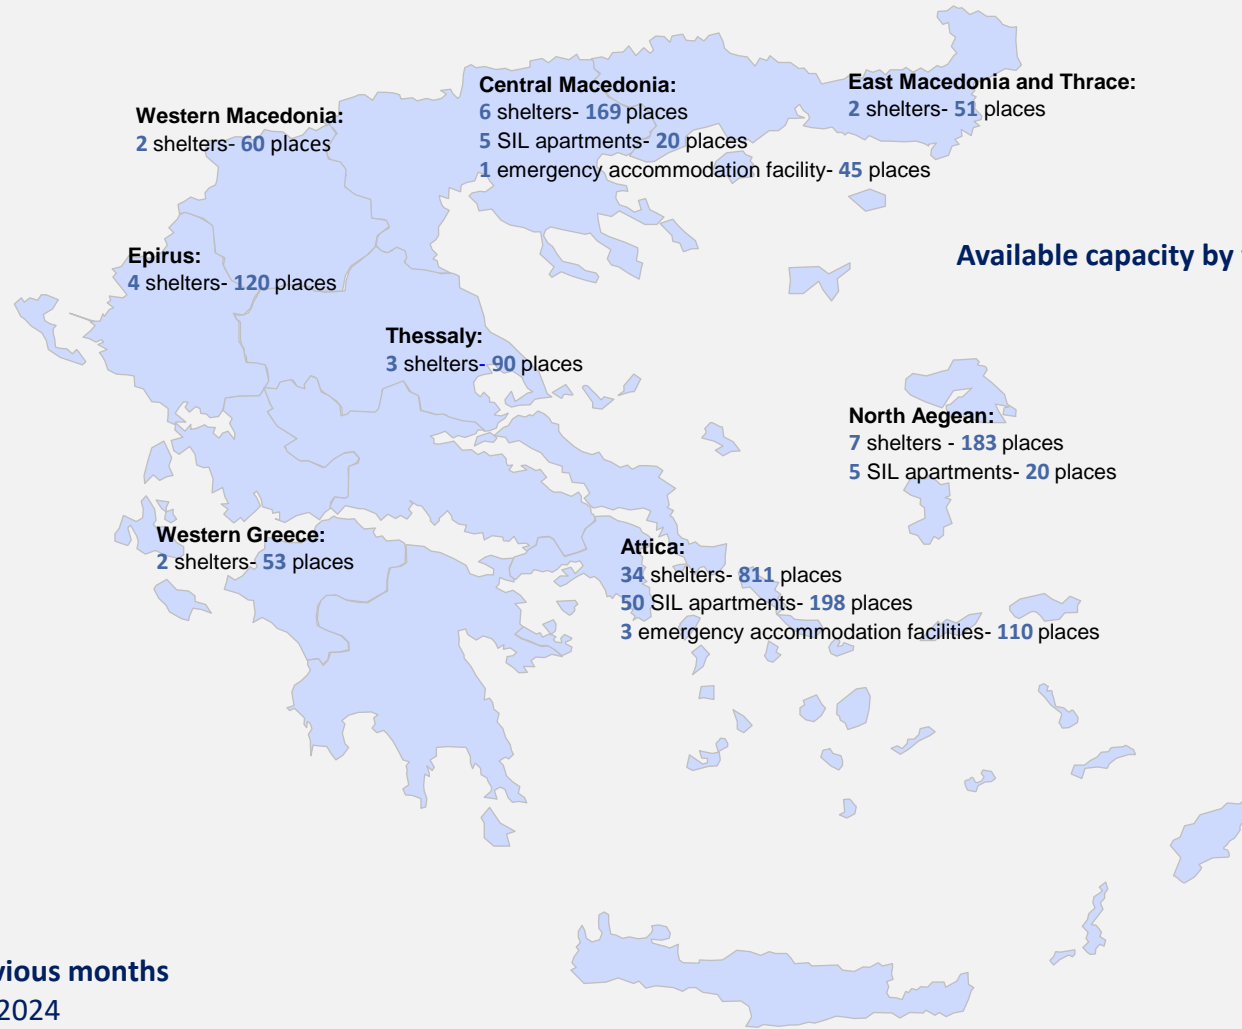 Central Macedonia:
6 shelters- 169 places
5 SIL apartments- 20 places
1 emergency accommodation facility- 45 places
East Macedonia and Thrace:
2 shelters- 51 places
Western Macedonia:
2 shelters- 60 places
Epirus:
4 shelters- 120 places
Available capacity by
Thessaly:
3 shelters- 90 places
North Aegean:
7 shelters - 183 places
5 SIL apartments- 20 places
Western Greece:
2 shelters- 53 places
Attica:
34 shelters- 811 places
50 SIL apartments- 198 places
3 emergency accommodation facilities- 110 places
months
2024